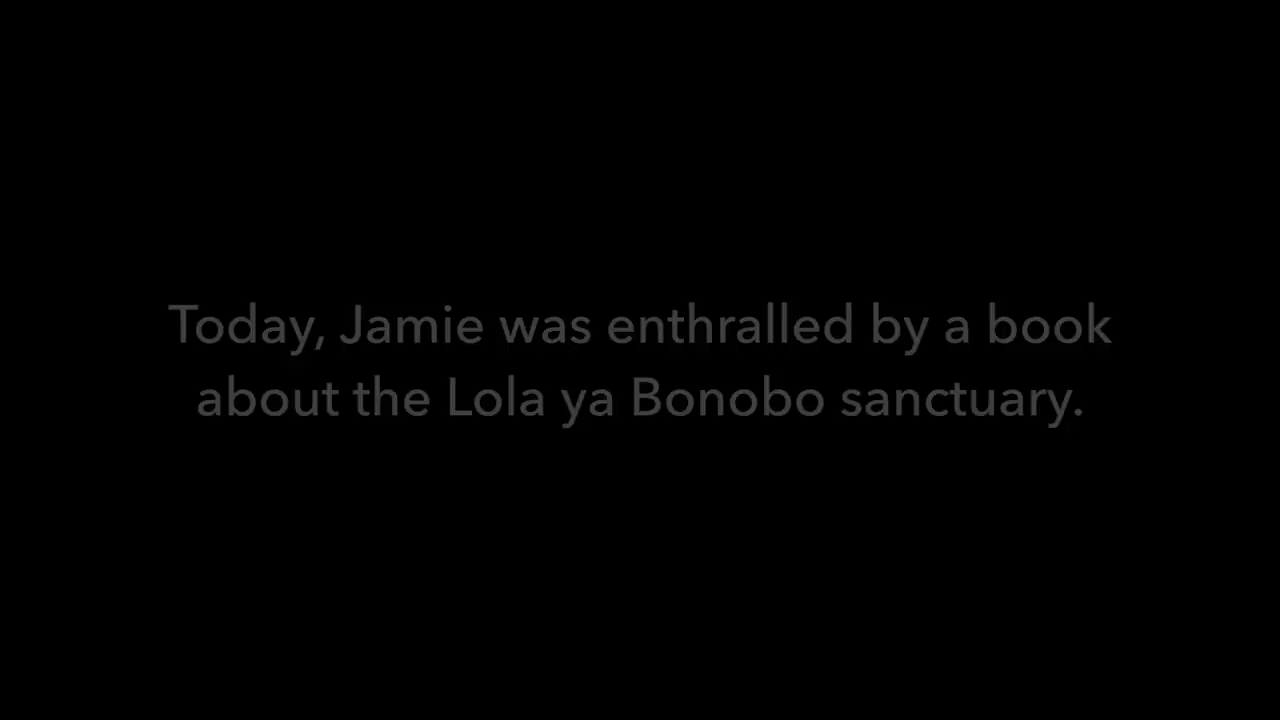 Today, Jamie was enthralled by a book
about the Lola ya Bonobo sanctuary.